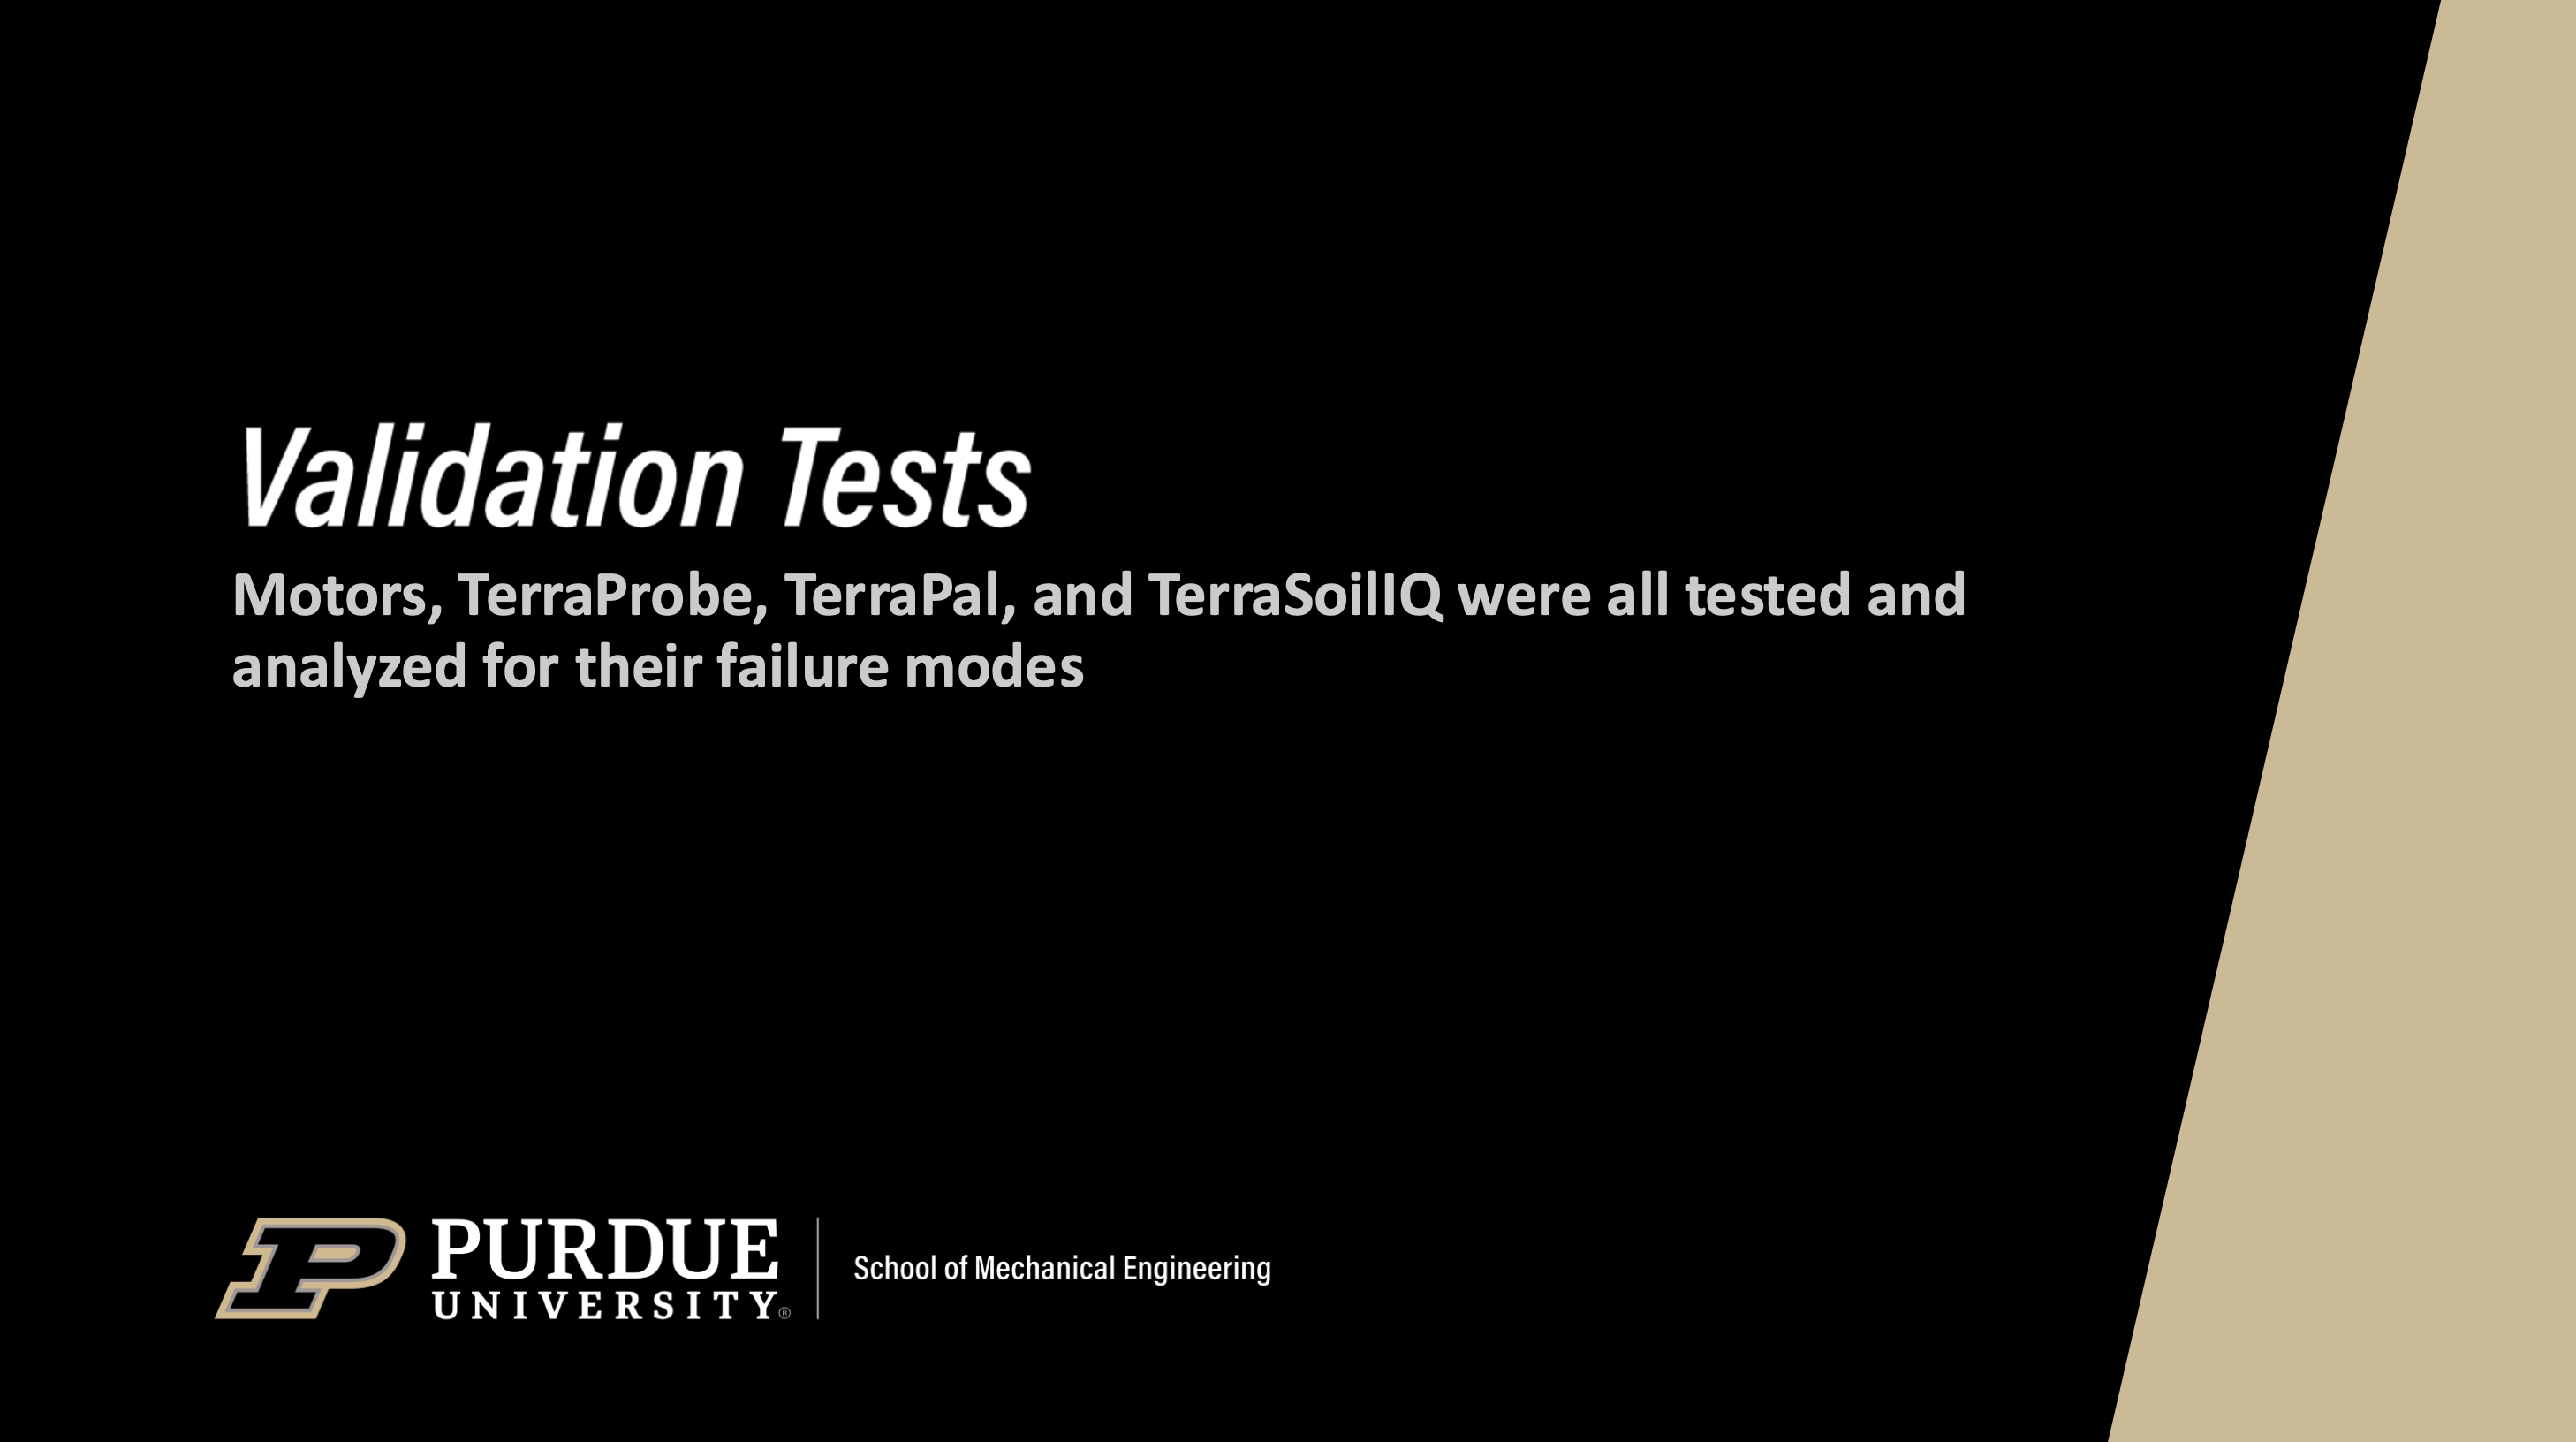 Validation Tests
Motors, TerraProbe, TerraPal, and TerraSoilIQ were all tested and
analyzed for their failure modes
P
PURDUE
UNIVERSITY®
School of Mechanical Engineering